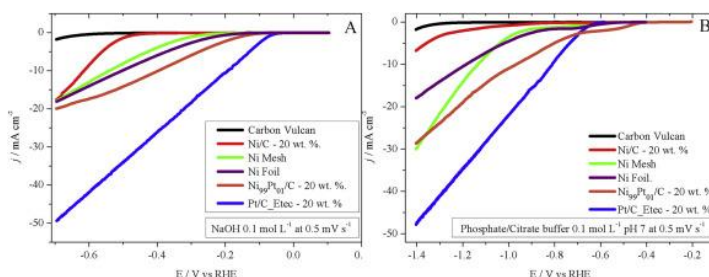 A
0
-10
-20
-30
-40
-50
j / mA cm⁻²
Carbon Vulcan
Ni/C - 20 wt. %.
Ni Mesh
Ni Foil
Ni₉₉Pt₀₁/C - 20 wt. %.
Pt/C_Etec - 20 wt. %
NaOH 0.1 mol L⁻¹ at 0.5 mV s⁻¹
-0.6 -0.4 -0.2 0.0 0.
E / V vs RHE
B
0
-10
-20
-30
-40
-50
j / mA cm⁻²
Carbon Vulcan
Ni/C - 20 wt. %
Ni Mesh
Ni Foil.
Ni₉₉Pt₀₁/C - 20 wt. %
Pt/C_Etec - 20 wt. %
Phosphate/Citrate buffer 0.1 mol L⁻¹ pH 7 at 0.5 mV s⁻¹
-1.4 -1.2 -1.0 -0.8 -0.6 -0.4 -0.2
E / V vs RHE